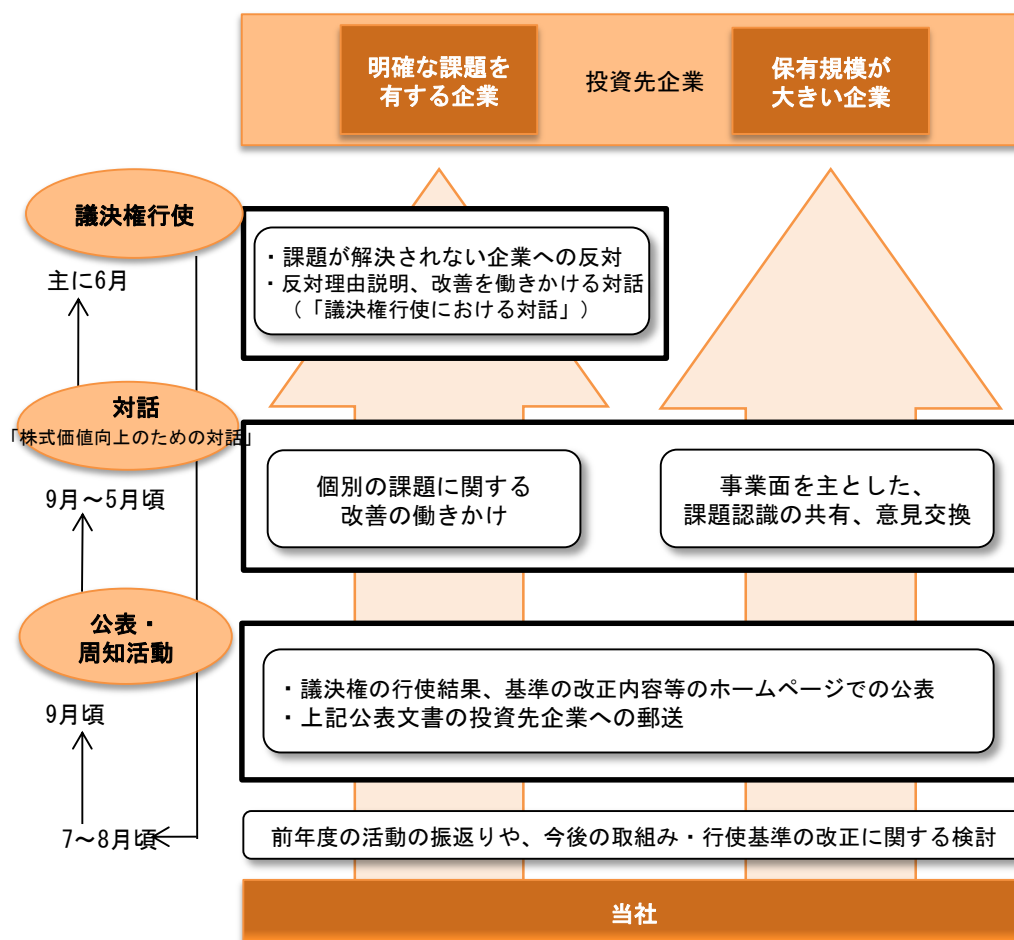 明確な課題を
有する企業
投資先企業
保有規模が
大きい企業
議決権行使
主に6月
・課題が解決されない企業への反対
・反対理由説明、改善を働きかける対話
（「議決権行使における対話」）
対話
「株式価値向上のための対話」
9月～5月頃
個別の課題に関する
改善の働きかけ
事業面を主とした、
課題認識の共有、意見交換
公表・
周知活動
9月頃
・議決権の行使結果、基準の改正内容等のホームページでの公表
・上記公表文書の投資先企業への郵送
7～8月頃
前年度の活動の振返りや、今後の取組み・行使基準の改正に関する検討
当社